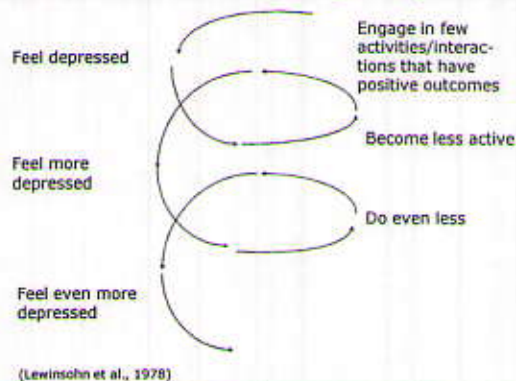 Feel depressed
Engage in few
activities/interac-
tions that have
positive outcomes
Become less active
Feel more
depressed
Do even less
Feel even more
depressed
(Lewinsohn et al., 1978)